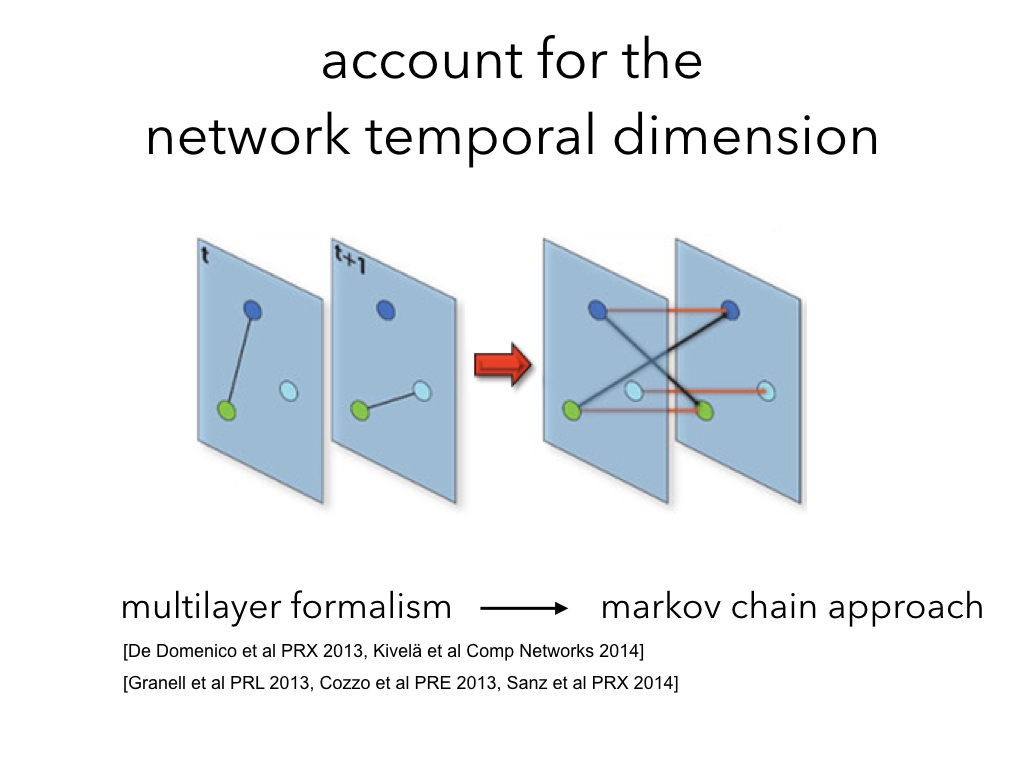 account for the
network temporal dimension
t
t+1
multilayer formalism
markov chain approach
[De Domenico et al PRX 2013, Kivelä et al Comp Networks 2014]
[Granell et al PRL 2013, Cozzo et al PRE 2013, Sanz et al PRX 2014]